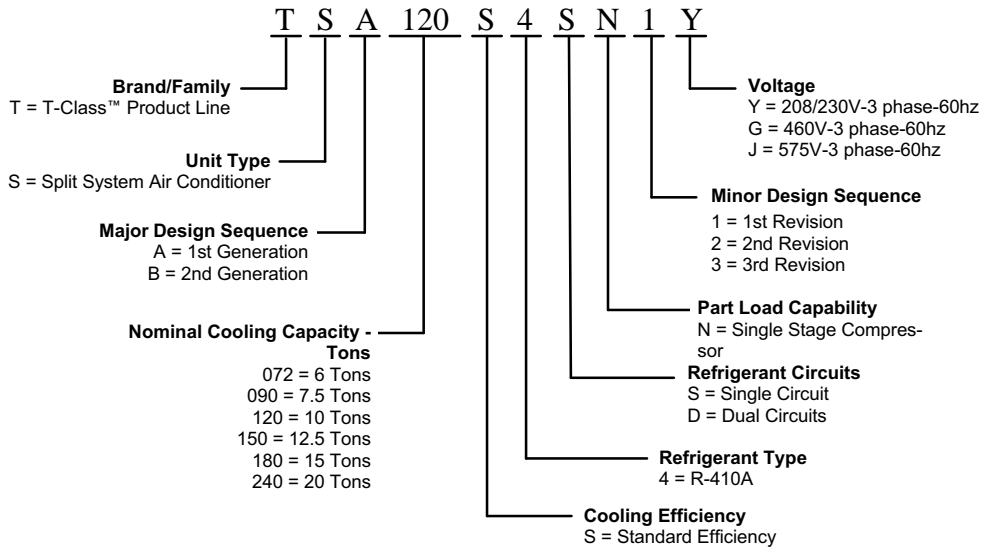 T S A 120 S 4 S N 1 Y
Brand/Family
T = T-Class™ Product Line
Unit Type
S = Split System Air Conditioner
Major Design Sequence
A = 1st Generation
B = 2nd Generation
Nominal Cooling Capacity -
Tons
072 = 6 Tons
090 = 7.5 Tons
120 = 10 Tons
150 = 12.5 Tons
180 = 15 Tons
240 = 20 Tons
Voltage
Y = 208/230V-3 phase-60hz
G = 460V-3 phase-60hz
J = 575V-3 phase-60hz
Minor Design Sequence
1 = 1st Revision
2 = 2nd Revision
3 = 3rd Revision
Part Load Capability
N = Single Stage Compres-
sor
Refrigerant Circuits
S = Single Circuit
D = Dual Circuits
Refrigerant Type
4 = R-410A
Cooling Efficiency
S = Standard Efficiency